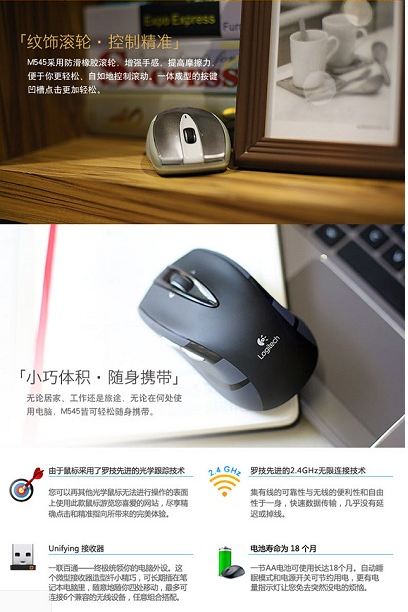 Expo Express
「纹饰滚轮·控制精准」
M545采用防滑橡胶滚轮，增强手感，提高摩擦力，
便于你更轻松、自如地控制滚动。一体成型的按键
凹槽点击更加轻松。
Logitech
「小巧体积·随身携带」
无论居家、工作还是旅途，无论在何处使
用电脑，M545皆可轻松随身携带。
由于鼠标采用了罗技先进的光学跟踪技术
您可以再其他光学鼠标无法进行操作的表面
上使用此款鼠标游览您喜爱的网站，尽享精
确点击和精准指向所带来的完美体验。
2.4 GHz
罗技先进的2.4GHz无限连接技术
集有线的可靠性与无线的便利性和自由
性于一身，快速数据传输，几乎没有延
迟或掉线。
Unifying 接收器
一联百通——终极统领你的电脑外设。这
个微型接收器造型纤小精巧，可长期插在笔
记本电脑里，随意地随你四处移动，最多可
连接6个兼容的无线设备，任意组合搭配。
电池寿命为 18 个月
一节AA电池可使用长达18个月。自动睡
眠模式和电源开关可节约用电，更有电
量指示灯让您免去突然没电的烦恼。